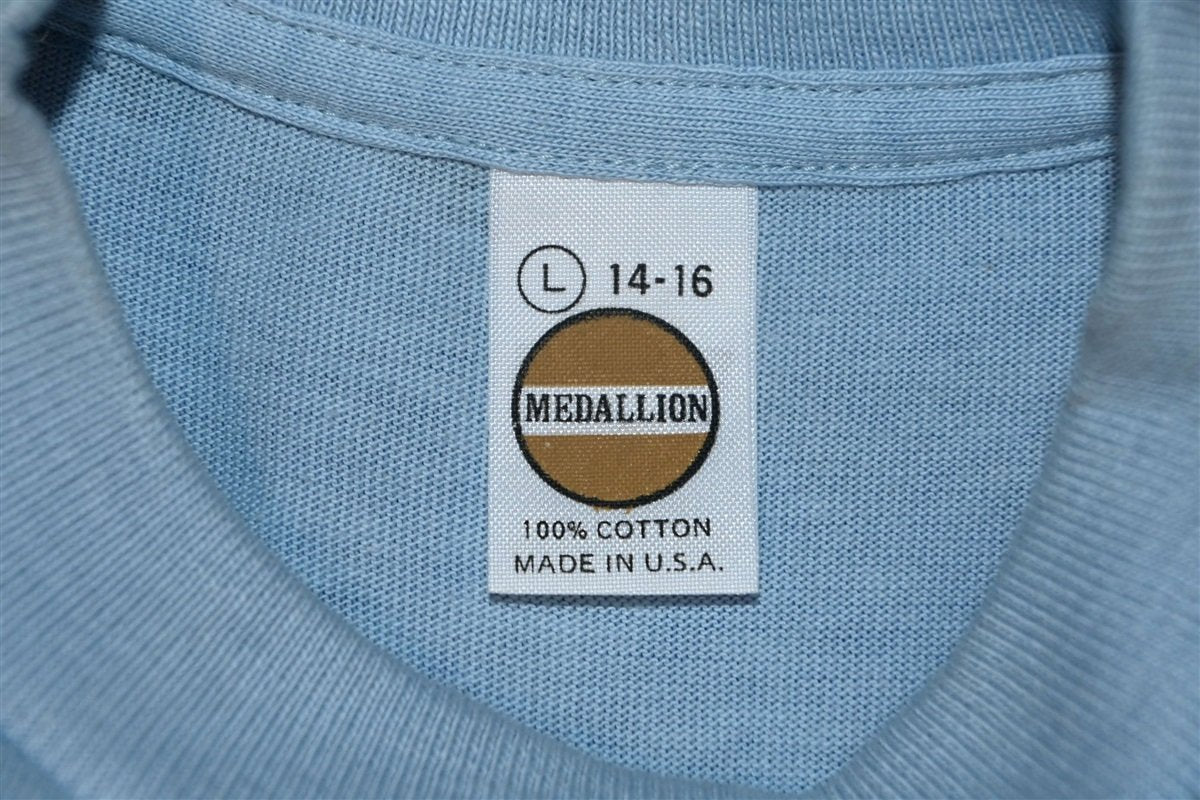 L 14-16
MEDALLION
100% COTTON
MADE IN U.S.A.